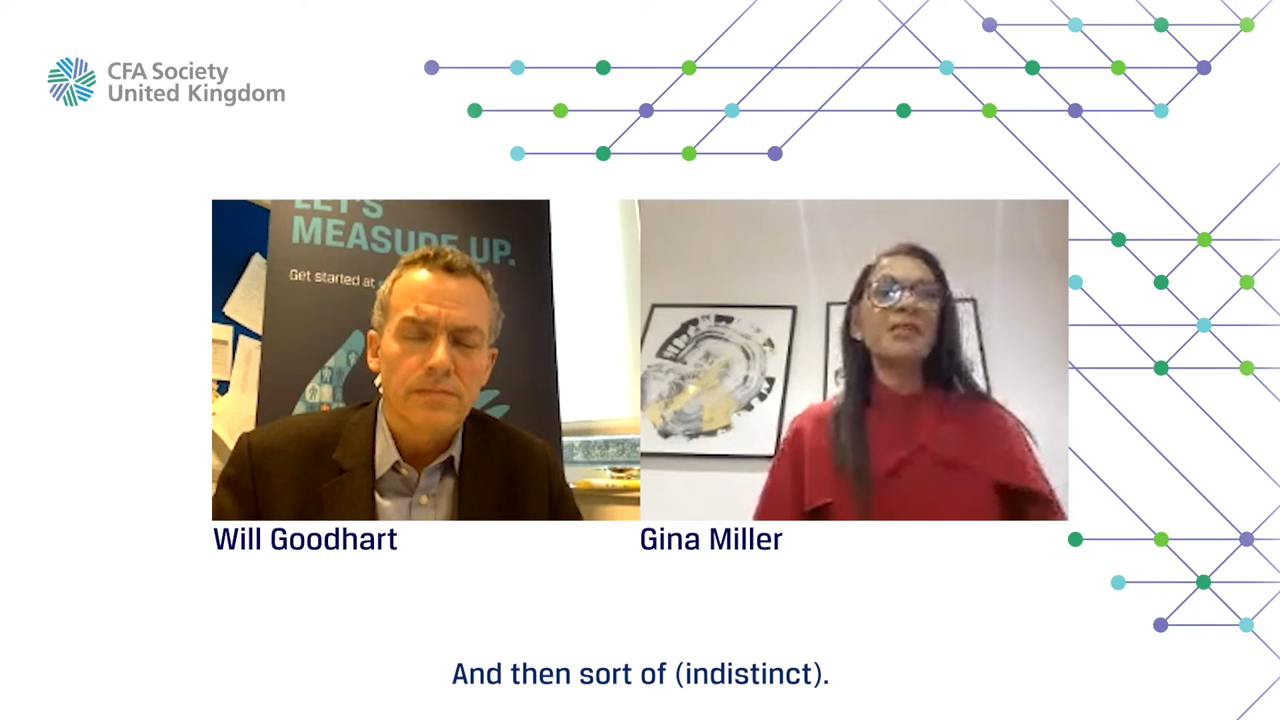 CFA Society
United Kingdom
LET'S
MEASURE UP.
Get started at
Will Goodhart
Gina Miller
And then sort of (indistinct).